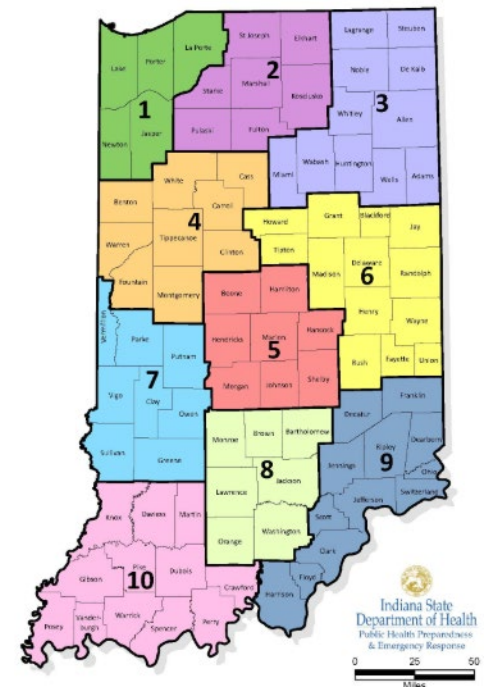 Lake
Porter
La Porte
Newton
Jasper
1
St Joseph
Elkhart
Starke
Marshall
Kosciusko
Pulaski
Fulton
2
Lagrange
Steuben
Noble
De Kalb
Whitley
Allen
Miami
Wabash
Huntington
Wells
Adams
3
White
Cass
Benton
Carroll
Warren
Tippecanoe
Clinton
Fountain
Montgomery
4
Boone
Hamilton
Hendricks
Marion
Hancock
Morgan
Johnson
Shelby
5
Howard
Grant
Blackford
Jay
Tipton
Madison
Delaware
Randolph
Henry
Wayne
Rush
Fayette
Union
6
Vermillion
Parke
Putnam
Vigo
Clay
Owen
Sullivan
Greene
7
Monroe
Brown
Bartholomew
Lawrence
Jackson
Orange
Washington
8
Franklin
Decatur
Ripley
Dearborn
Jennings
Ohio
Jefferson
Switzerland
Scott
Clark
Floyd
Harrison
9
Knox
Daviess
Martin
Gibson
Pike
Dubois
Crawford
Posey
Vander-
burgh
Warrick
Spencer
Perry
10
Indiana State
Department of Health
Public Health Preparedness
& Emergency Response
0 25 50
Miles